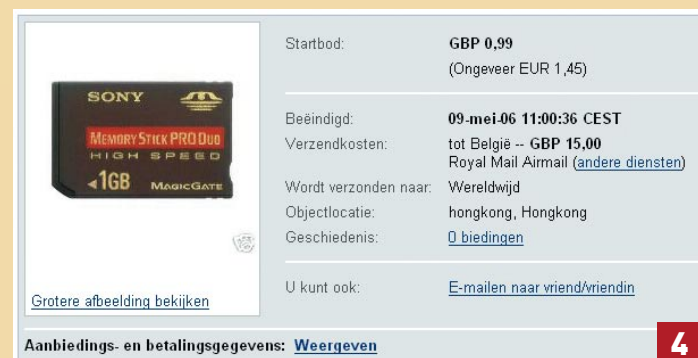 SONY
MEMORY STICK PRO DUO
HIGH SPEED
◄1GB MAGICGATE
Grotere afbeelding bekijken
Startbod: GBP 0,99
(Ongeveer EUR 1,45)
Beëindigd: 09-mei-06 11:00:36 CEST
Verzendkosten: tot België -- GBP 15,00
Royal Mail Airmail (andere diensten)
Wordt verzonden naar: Wereldwijd
Objectlocatie: hongkong, Hongkong
Geschiedenis: 0 biedingen
U kunt ook: E-mailen naar vriend/vriendin
Aanbiedings- en betalingsgegevens: Weergeven
4